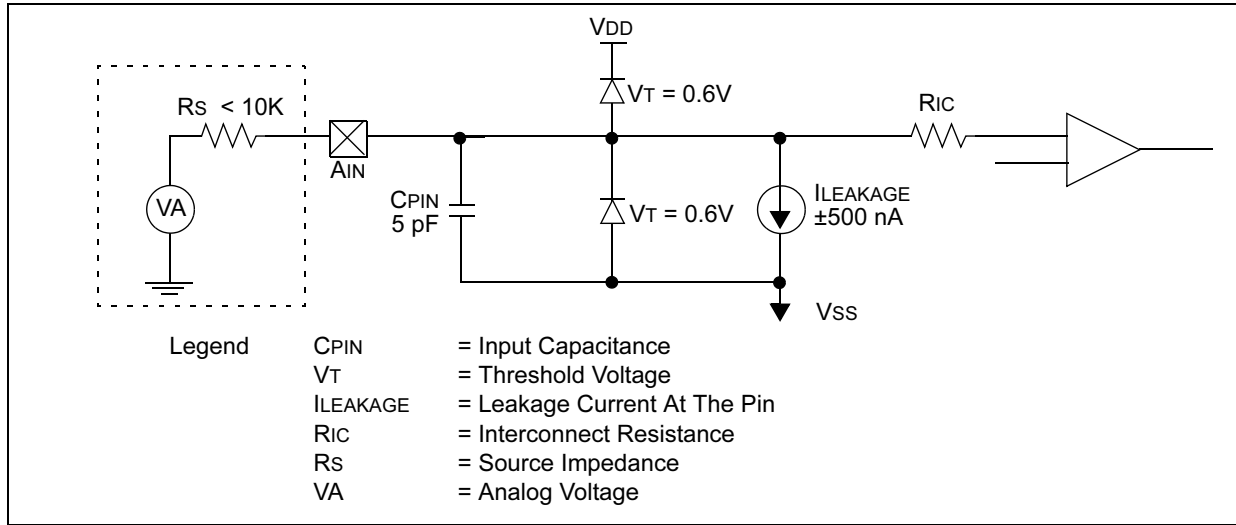 VDD
RS < 10K
VT = 0.6V
RIC
AIN
VA
CPIN
5 pF
VT = 0.6V
ILEAKAGE
±500 nA
VSS
Legend
CPIN = Input Capacitance
VT = Threshold Voltage
ILEAKAGE = Leakage Current At The Pin
RIC = Interconnect Resistance
RS = Source Impedance
VA = Analog Voltage